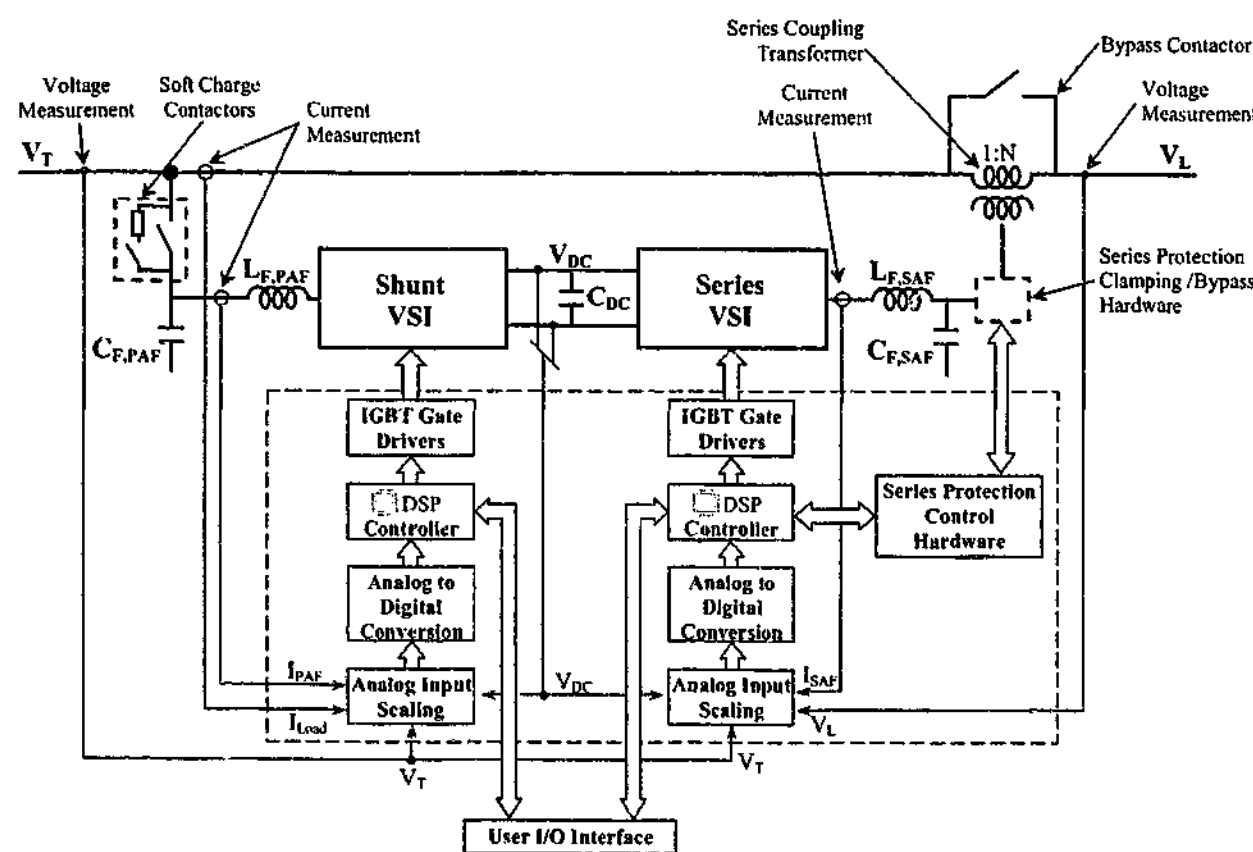 Series Coupling
Transformer
Bypass Contactor
Voltage
Measurement
Soft Charge
Contactors
Current
Measurement
Current
Measurement
Voltage
Measurement
V_T
1:N
V_L
L_F,PAF
Shunt
VSI
V_DC
C_DC
Series
VSI
L_F,SAF
Series Protection
Clamping /Bypass
Hardware
C_F,PAF
C_F,SAF
IGBT Gate
Drivers
IGBT Gate
Drivers
DSP
Controller
DSP
Controller
Series Protection
Control
Hardware
Analog to
Digital
Conversion
Analog to
Digital
Conversion
I_PAF
Analog Input
Scaling
I_Load
V_DC
Analog Input
Scaling
I_SAF
V_L
V_T
V_T
User I/O Interface